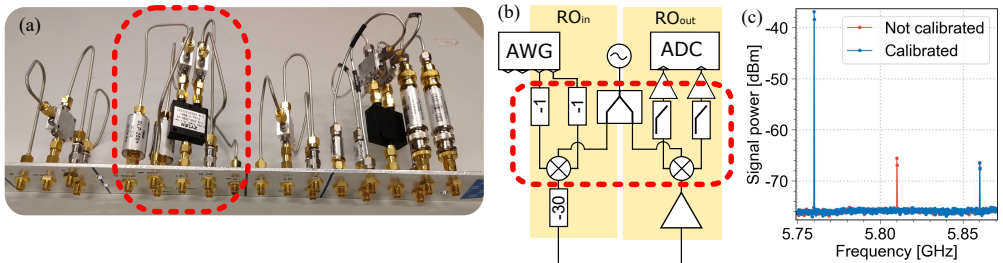 (a)
(b)
RO_in
RO_out
AWG
ADC
-1
-1
-30
(c)
Signal power [dBm]
-40
-50
-60
-70
Not calibrated
Calibrated
5.75
5.80
5.85
Frequency [GHz]